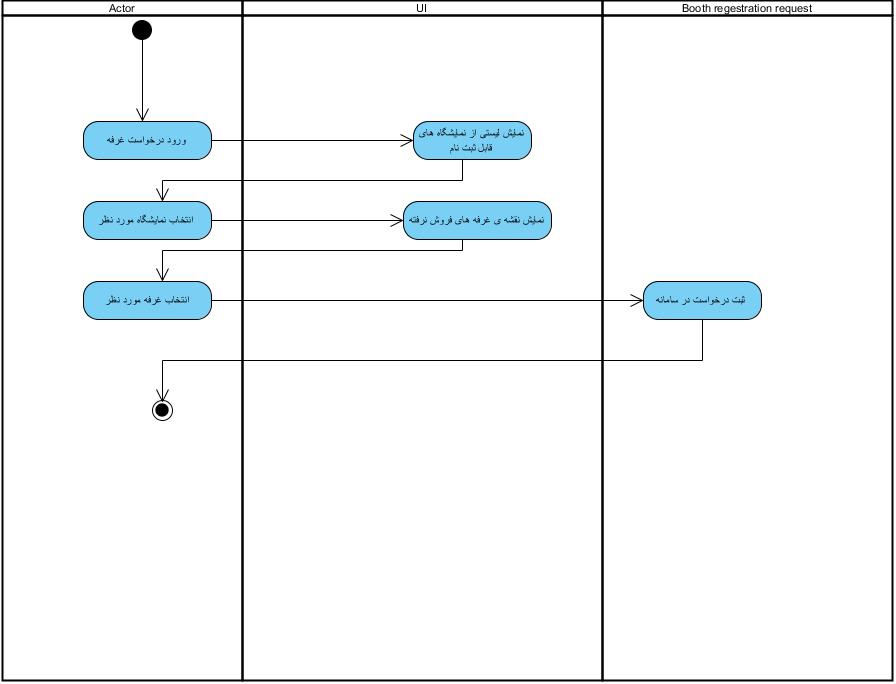 Actor
UI
Booth regestration request
ورود درخواست غرفه
نمایش لیستی از نمایشگاه های
قابل ثبت نام
انتخاب نمایشگاه مورد نظر
نمایش نقشه ی غرفه های فروش نرفته
انتخاب غرفه مورد نظر
ثبت درخواست در سامانه